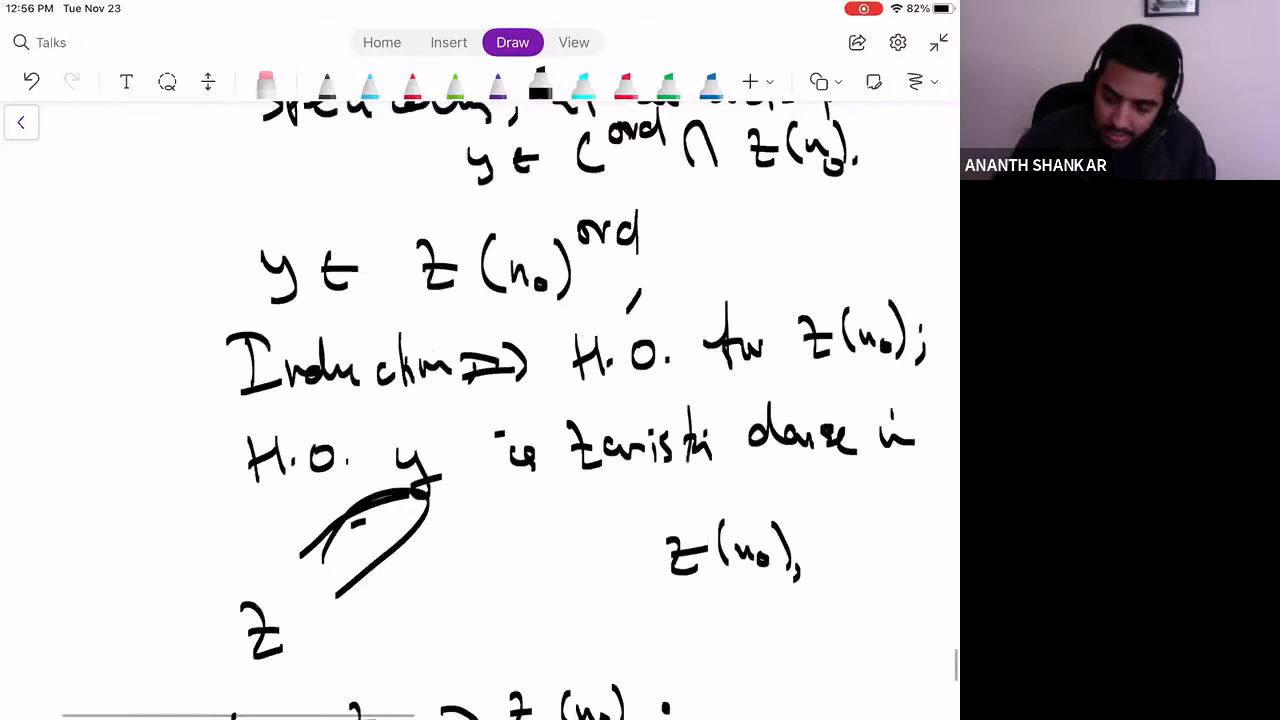 12:56 PM Tue Nov 23
82%
Talks
Home Insert Draw View
ANANTH SHANKAR
y ∈ C^ord ∩ Z(n₀).
y ∈ Z(n₀)^ord
Induction ⇒ H.O. for Z(n₀);
H.O. y is Zariski dense in
Z(n₀),
Z
Z ⊃ Z(n₀)